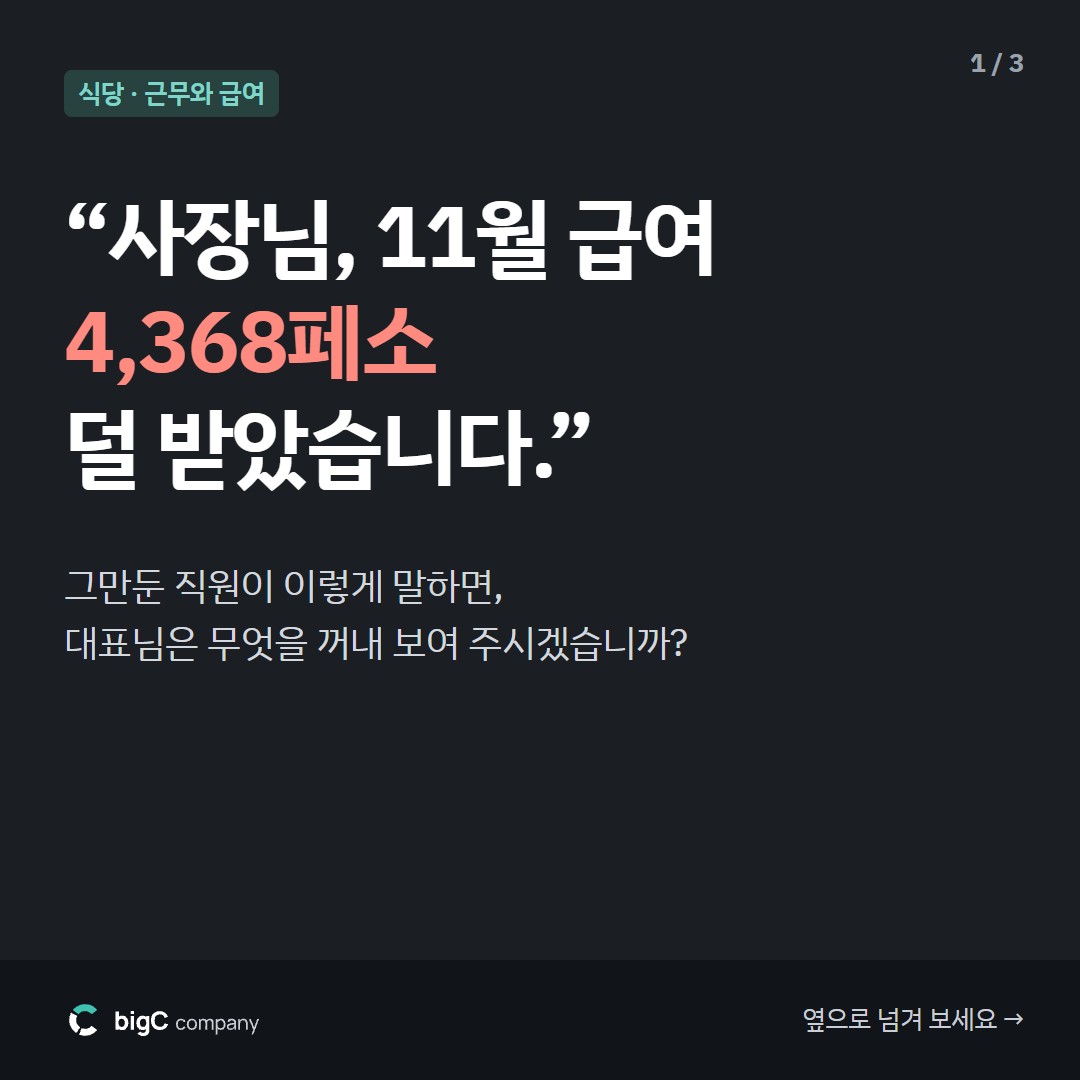 1 / 3
식당 · 근무와 급여
“사장님, 11월 급여
4,368페소
덜 받았습니다.”
그만둔 직원이 이렇게 말하면,
대표님은 무엇을 꺼내 보여 주시겠습니까?
bigC company
옆으로 넘겨 보세요 →